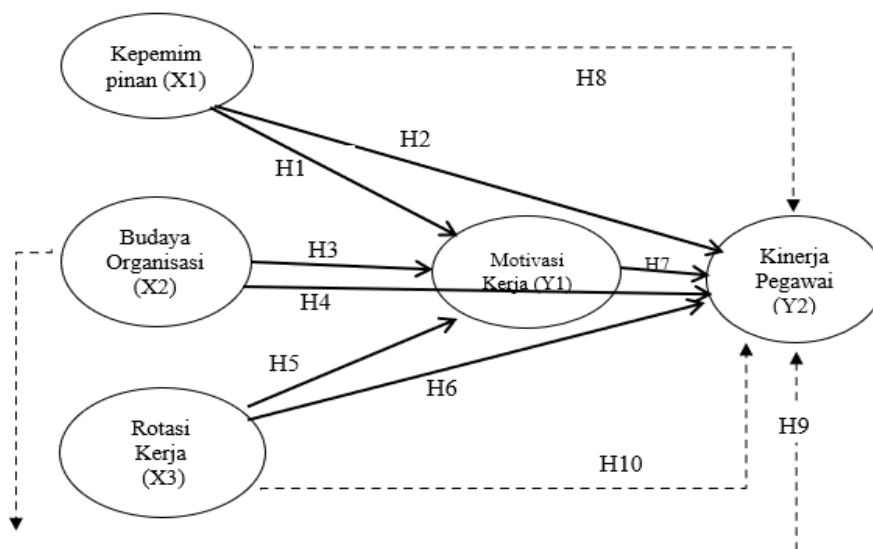 Kepemim
pinan (X1)
H8
H2
H1
Budaya
Organisasi
(X2)
H3
H4
Motivasi
Kerja (Y1)
H7
Kinerja
Pegawai
(Y2)
H5
H6
Rotasi
Kerja
(X3)
H10
H9